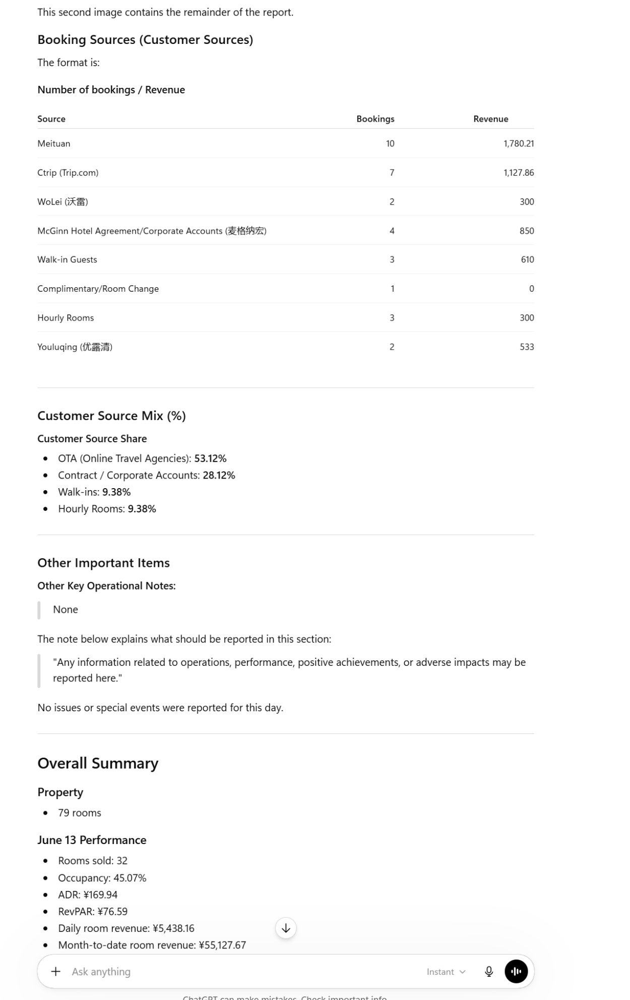 This second image contains the remainder of the report.
Booking Sources (Customer Sources)
The format is:
Number of bookings / Revenue
Source Bookings Revenue
Meituan 10 1,780.21
Ctrip (Trip.com) 7 1,127.86
WoLei (沃雷) 2 300
McGinn Hotel Agreement/Corporate Accounts (麦格纳宏) 4 850
Walk-in Guests 3 610
Complimentary/Room Change 1 0
Hourly Rooms 3 300
Youluqing (优露清) 2 533
Customer Source Mix (%)
Customer Source Share
• OTA (Online Travel Agencies): 53.12%
• Contract / Corporate Accounts: 28.12%
• Walk-ins: 9.38%
• Hourly Rooms: 9.38%
Other Important Items
Other Key Operational Notes:
None
The note below explains what should be reported in this section:
"Any information related to operations, performance, positive achievements, or adverse impacts may be
reported here."
No issues or special events were reported for this day.
Overall Summary
Property
• 79 rooms
June 13 Performance
• Rooms sold: 32
• Occupancy: 45.07%
• ADR: ¥169.94
• RevPAR: ¥76.59
• Daily room revenue: ¥5,438.16
• Month-to-date room revenue: ¥55,127.67
Ask anything Instant
ChatGPT can make mistakes. Check important info.